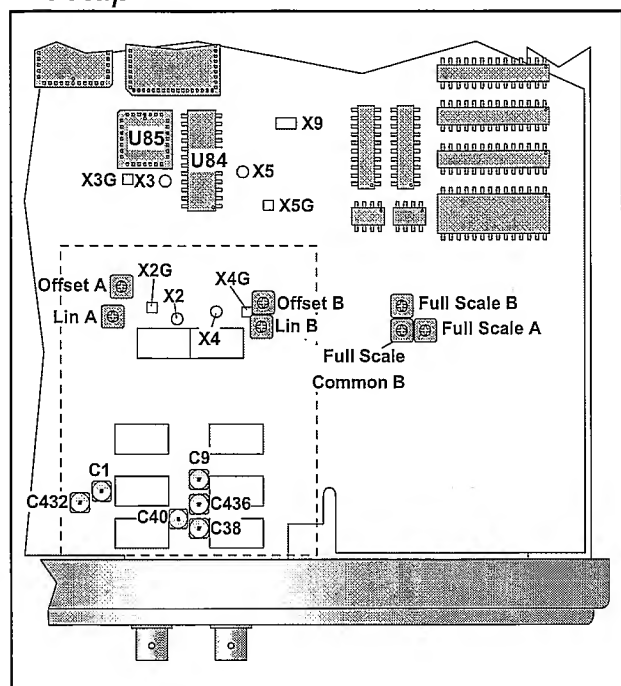 U85
U84
X9
X3G
X3
X5
X5G
X2G
X4G
Offset A
X2
Offset B
Lin A
X4
Lin B
Full Scale B
Full Scale A
Full Scale
Common B
C1
C9
C432
C436
C40
C38